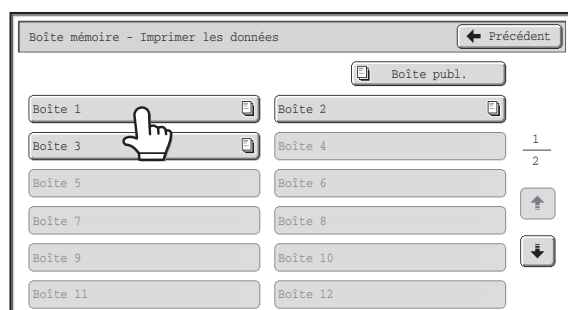 Boîte mémoire - Imprimer les données
Précédent
Boîte publ.
Boîte 1
Boîte 2
Boîte 3
Boîte 4
1
2
Boîte 5
Boîte 6
Boîte 7
Boîte 8
Boîte 9
Boîte 10
Boîte 11
Boîte 12